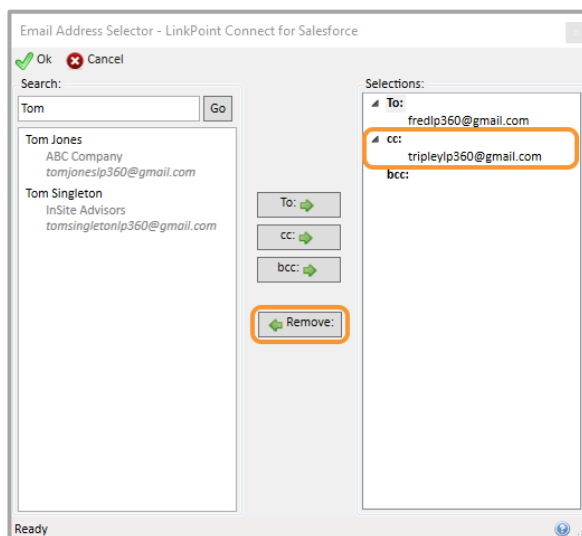 Email Address Selector - LinkPoint Connect for Salesforce
Ok Cancel
Search:
Tom Go
Tom Jones
ABC Company
tomjoneslp360@gmail.com
Tom Singleton
InSite Advisors
tomsingletonlp360@gmail.com
To:
cc:
bcc:
Remove:
Selections:
To:
fredlp360@gmail.com
cc:
tripleylp360@gmail.com
bcc:
Ready